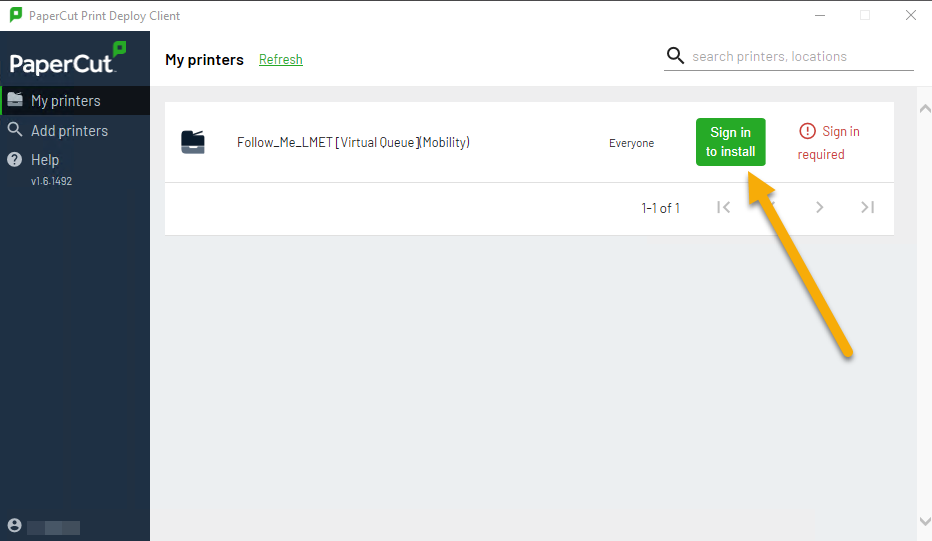 PaperCut Print Deploy Client
PaperCut
My printers
Add printers
Help
v1.6.1492
My printers Refresh
search printers, locations
Follow_Me_LMET [Virtual Queue](Mobility)
Everyone
Sign in
to install
Sign in
required
1-1 of 1